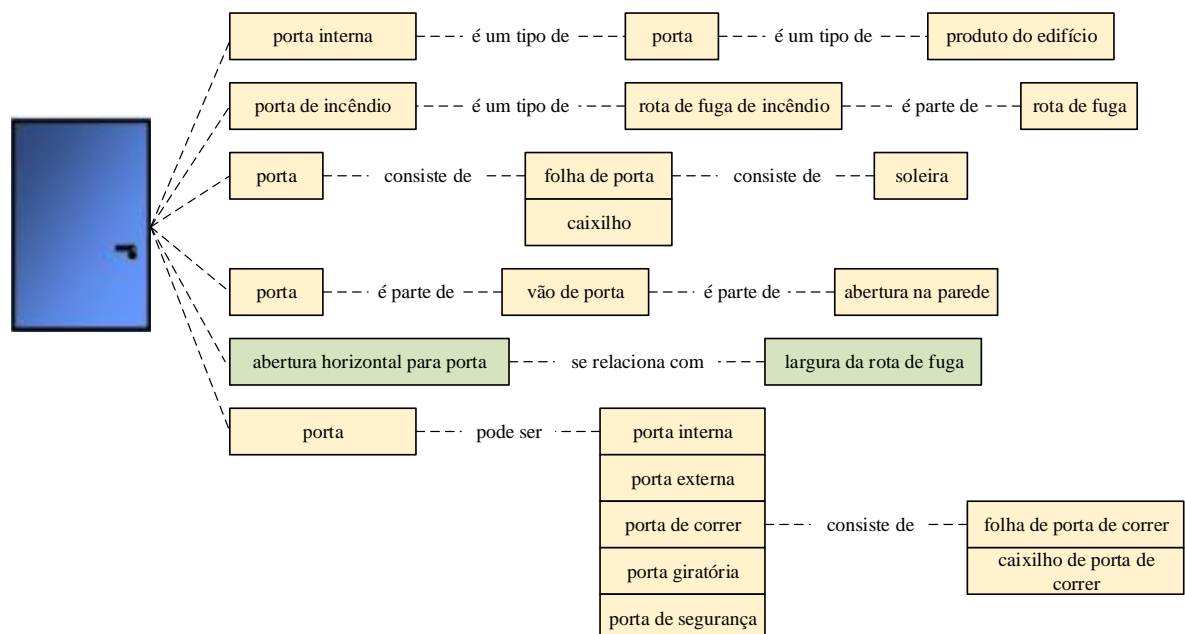 porta interna é um tipo de porta é um tipo de produto do edifício
porta de incêndio é um tipo de rota de fuga de incêndio é parte de rota de fuga
porta consiste de folha de porta consiste de soleira
caixilho
porta é parte de vão de porta é parte de abertura na parede
abertura horizontal para porta se relaciona com largura da rota de fuga
porta pode ser porta interna
porta externa
porta de correr consiste de folha de porta de correr
porta giratória caixilho de porta de
correr
porta de segurança